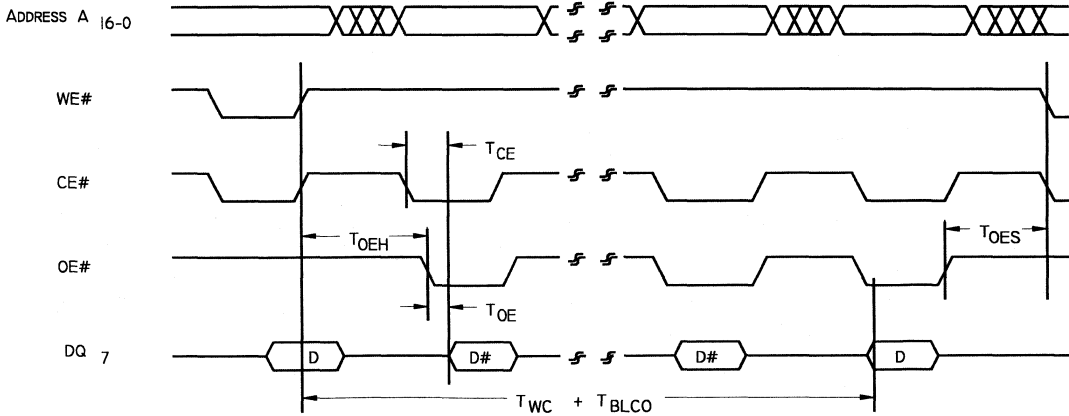 ADDRESS A 16-0
WE#
T CE
CE#
T OEH
T OES
OE#
T OE
DQ 7
D D# D# D
T WC + T BLCO